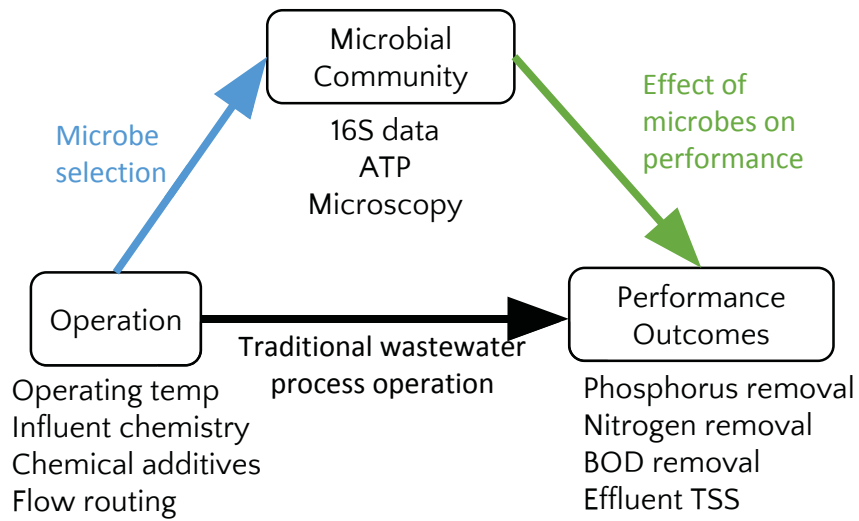 Microbial
Community
16S data
ATP
Microscopy
Microbe
selection
Effect of
microbes on
performance
Operation
Operating temp
Influent chemistry
Chemical additives
Flow routing
Traditional wastewater
process operation
Performance
Outcomes
Phosphorus removal
Nitrogen removal
BOD removal
Effluent TSS